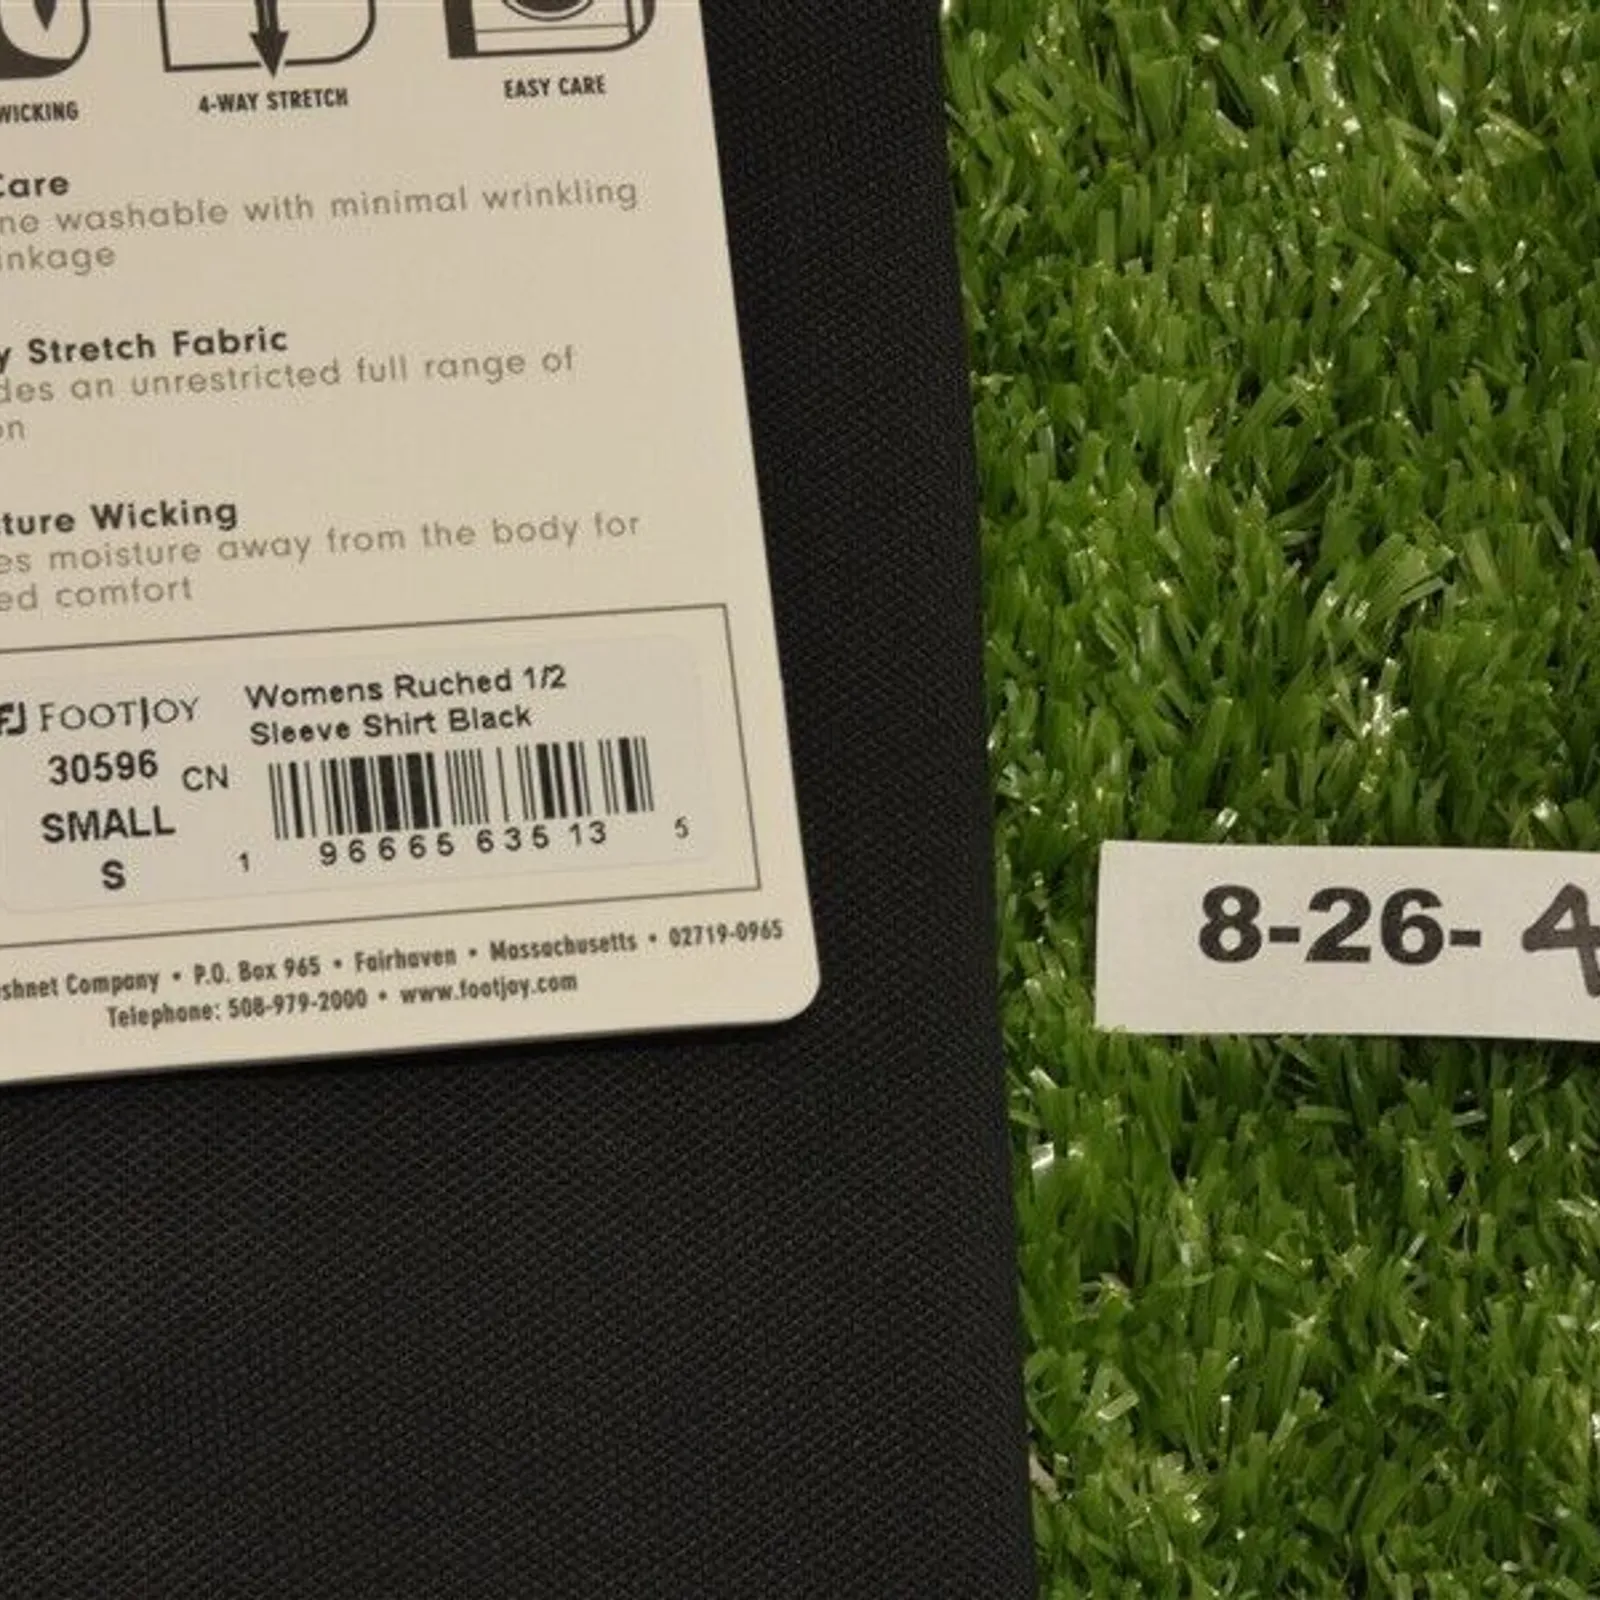 WICKING
4-WAY STRETCH
EASY CARE
Care
ne washable with minimal wrinkling
inkage
y Stretch Fabric
des an unrestricted full range of
on
ture Wicking
es moisture away from the body for
ed comfort
FJ FOOTJOY
Womens Ruched 1/2
Sleeve Shirt Black
30596 CN
SMALL
S
1 96665 63513 5
shnet Company • P.O. Box 965 • Fairhaven • Massachusetts • 02719-0965
Telephone: 508-979-2000 • www.footjoy.com
8-26-4